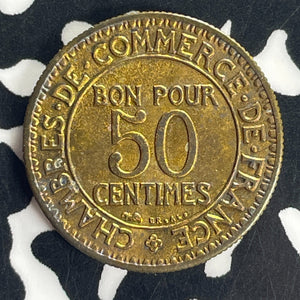 CHAMBRES·DE·COMMERCE·DE·FRANCE
BON POUR
50
CENTIMES